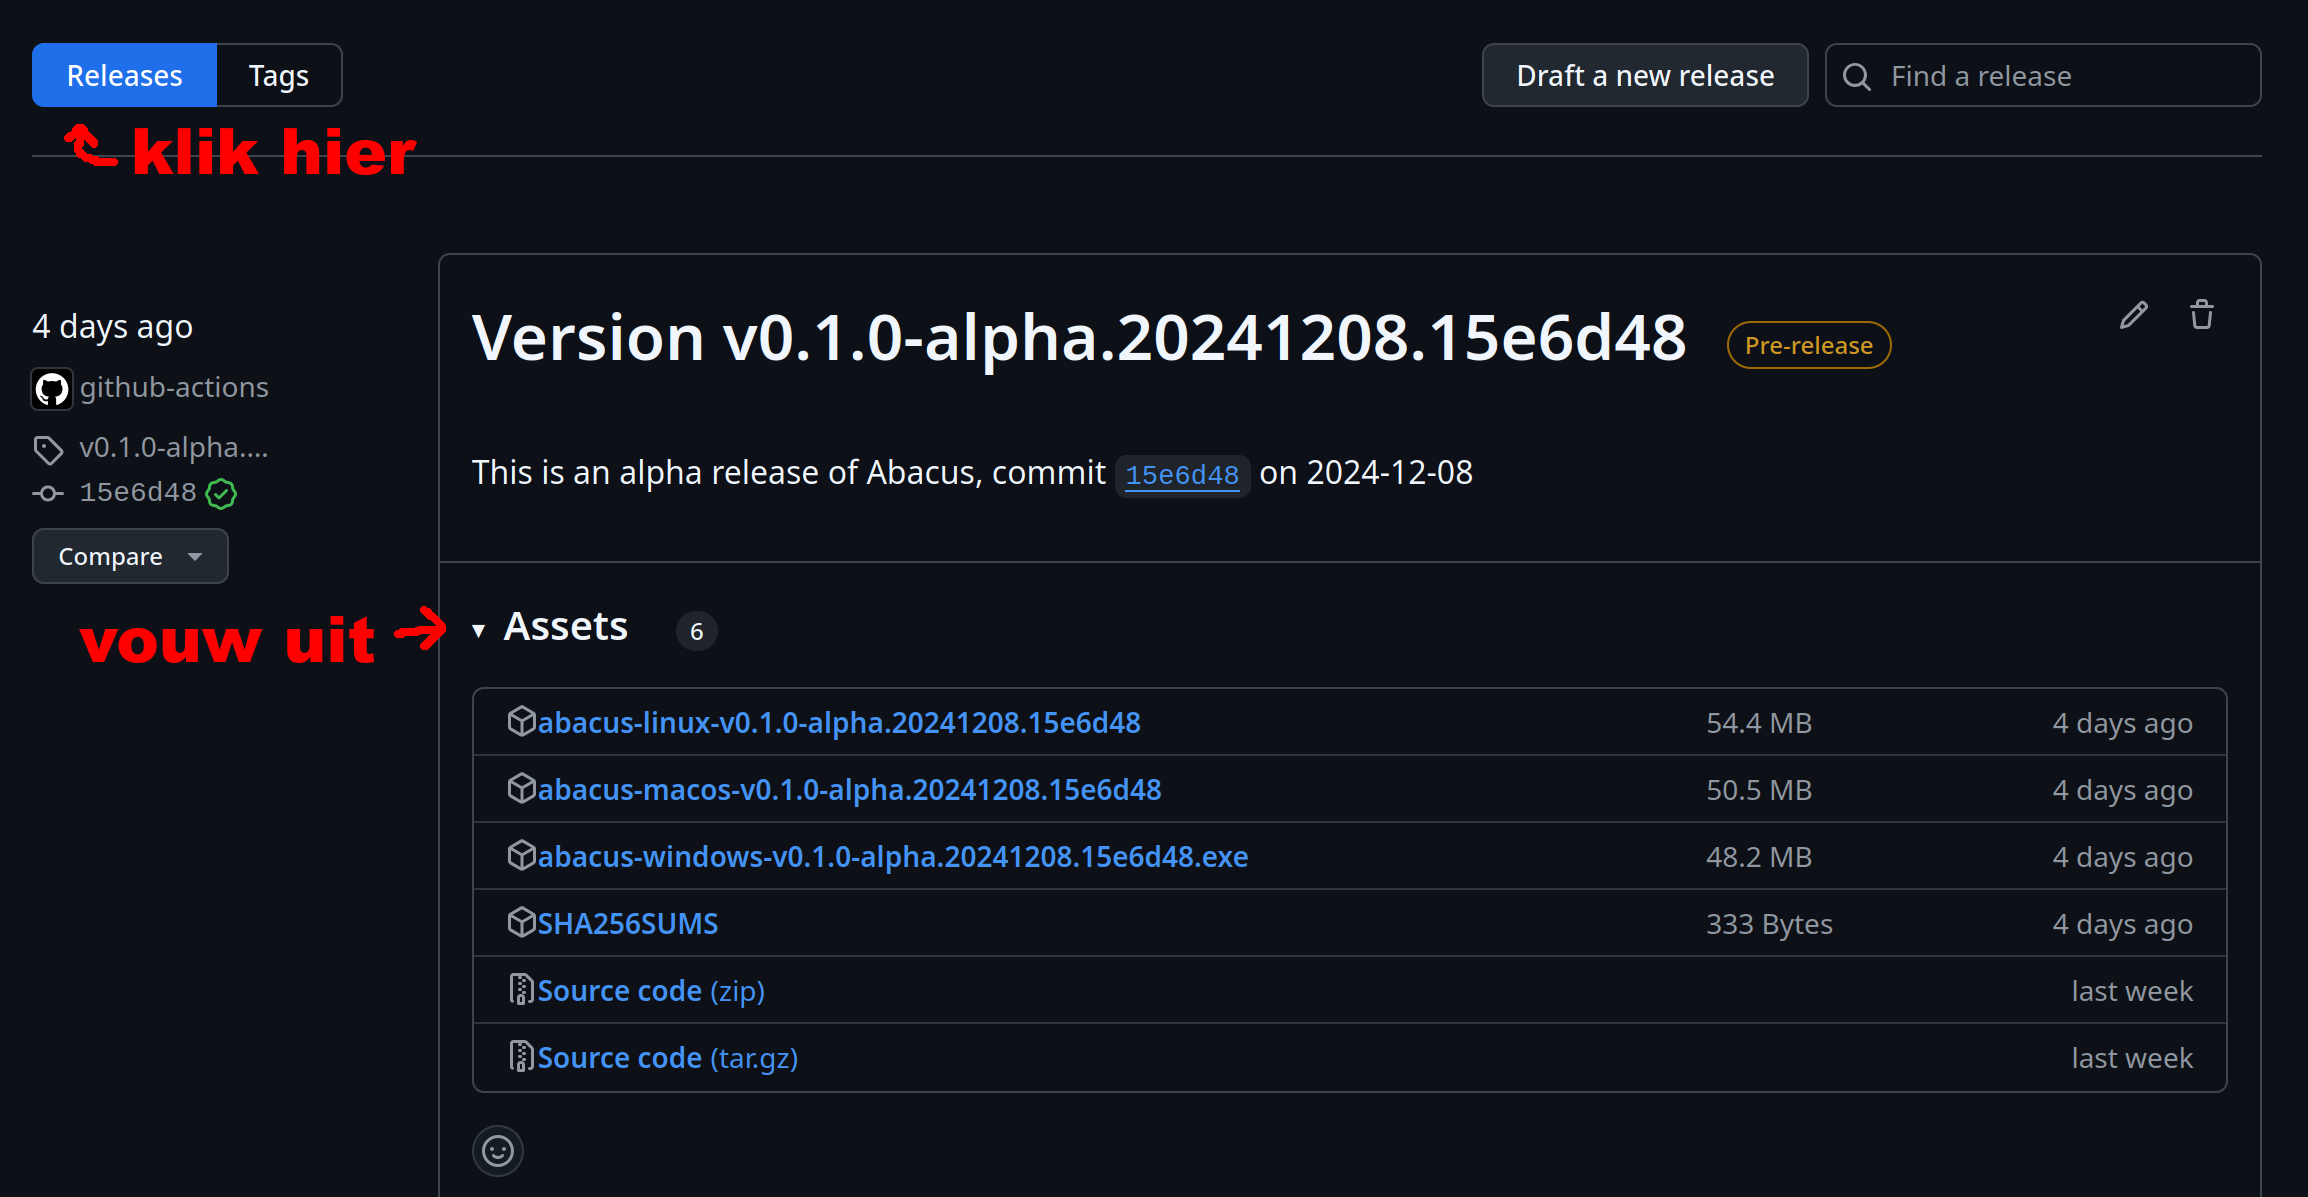 Releases Tags Draft a new release Find a release
klik hier
4 days ago
github-actions
v0.1.0-alpha....
15e6d48
Compare
Version v0.1.0-alpha.20241208.15e6d48 Pre-release
This is an alpha release of Abacus, commit 15e6d48 on 2024-12-08
vouw uit
Assets 6
abacus-linux-v0.1.0-alpha.20241208.15e6d48 54.4 MB 4 days ago
abacus-macos-v0.1.0-alpha.20241208.15e6d48 50.5 MB 4 days ago
abacus-windows-v0.1.0-alpha.20241208.15e6d48.exe 48.2 MB 4 days ago
SHA256SUMS 333 Bytes 4 days ago
Source code (zip) last week
Source code (tar.gz) last week